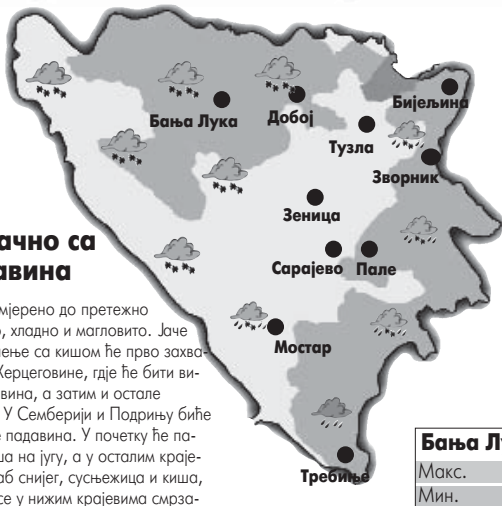 Бања Лука
Добој
Бијељина
Тузла
Зворник
Зеница
Сарајево
Пале
Мостар
Требиње
ачно са
авина
мјерено до претежно
о, хладно и магловито. Јаче
ење са кишом ће прво захва-
Херцеговине, гдје ће бити ви-
вина, а затим и остале
У Семберији и Подрињу биће
е падавина. У почетку ће па-
ша на југу, а у осталим краје-
аб снијег, сусњежица и киша,
се у нижим крајевима смрза-
Бања Лу
Макс.
Мин.